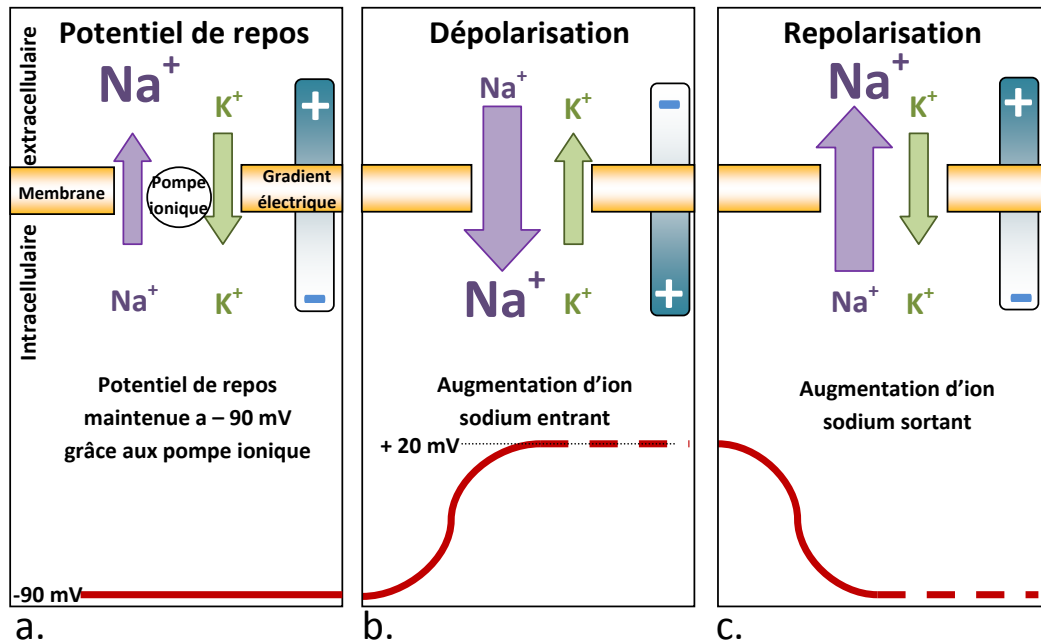 Potentiel de repos
extracellulaire
Intracellulaire
Na⁺
K⁺
+
Membrane
Pompe
ionique
Gradient
électrique
Na⁺
K⁺
-
Potentiel de repos
maintenue a – 90 mV
grâce aux pompe ionique
-90 mV
a.
Dépolarisation
Na⁺
K⁺
-
Na⁺
K⁺
+
Augmentation d’ion
sodium entrant
+ 20 mV
b.
Repolarisation
Na⁺
K⁺
+
Na⁺
K⁺
-
Augmentation d’ion
sodium sortant
c.